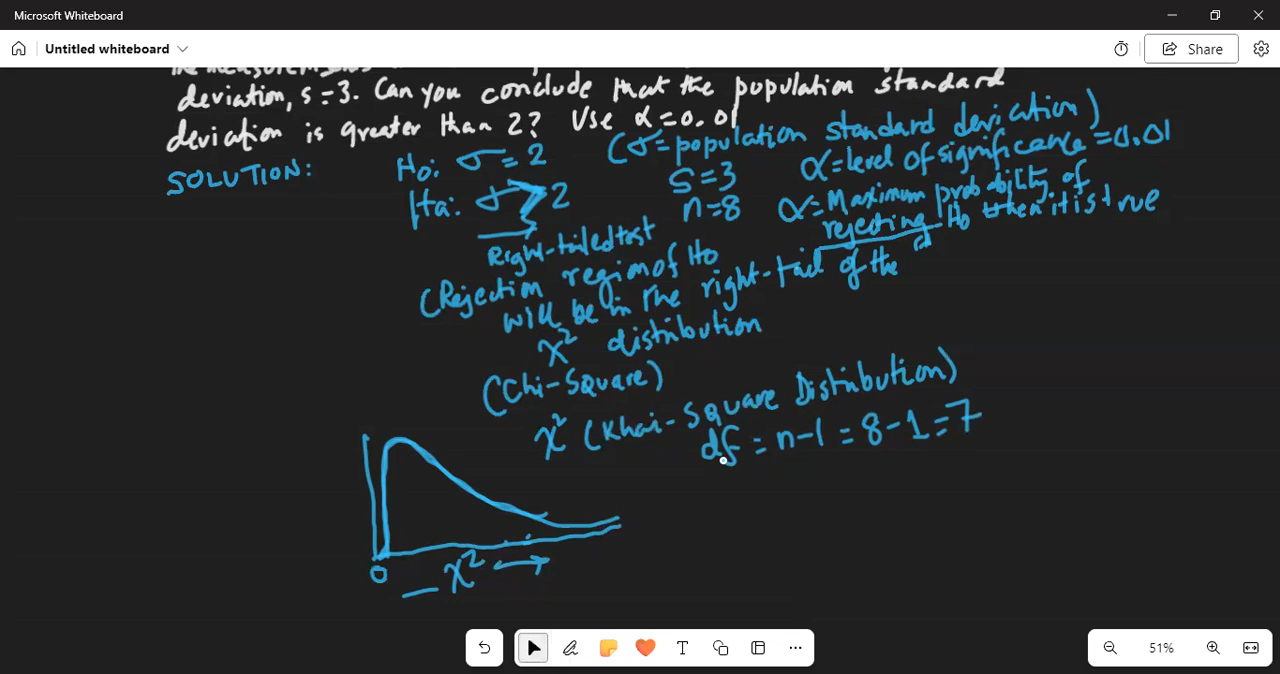 Microsoft Whiteboard
Untitled whiteboard
Share
the measurements
deviation, s = 3. Can you conclude that the population standard
deviation is greater than 2? Use α = 0.01
SOLUTION:
Ho: σ = 2
Ha: σ > 2
(σ = population standard deviation)
s = 3
n = 8
α = level of significance = 0.01
α = Maximum probability of
rejecting Ho when it is true
Right-tailed test
(Rejection region of Ho
will be in the right-tail of the
χ² distribution
(Chi-Square)
χ² (Khai-Square Distribution)
df = n-1 = 8-1 = 7
0
χ²
51%